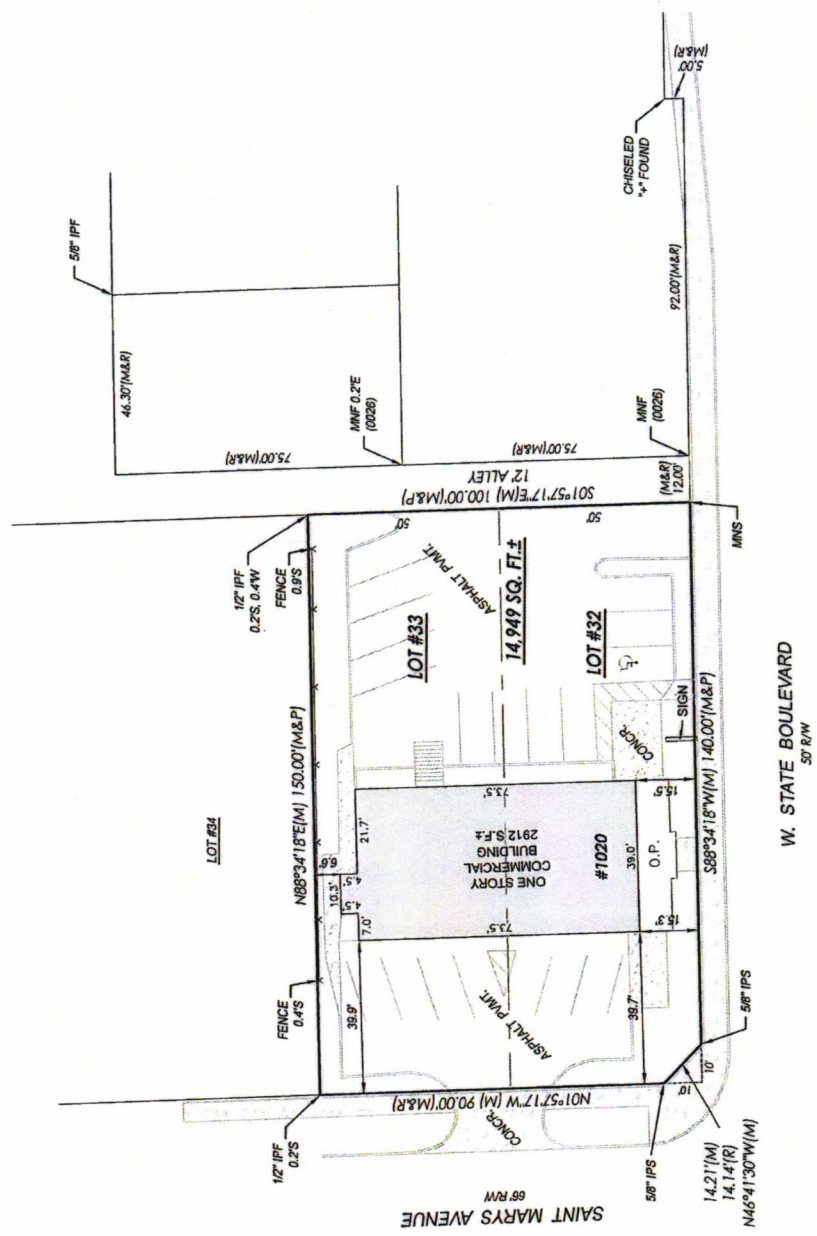 5/8" IPF
46.30'(M&R)
75.00'(M&R)
MNF 0.2'E
(0026)
75.00'(M&R)
MNF
(0026)
92.00'(M&R)
CHISELED
"+" FOUND
5.00'
(M&R)
12' ALLEY
(M&R)
12.00'
S01°57'17"E(M) 100.00'(M&P)
50'
50'
MNS
1/2" IPF
0.2'S, 0.4'W
FENCE
0.9'S
LOT #34
N88°34'18"E(M) 150.00'(M&P)
ASPHALT PVMT.
LOT #33
14,949 SQ. FT.±
LOT #32
CONCR.
SIGN
S88°34'18"W(M) 140.00'(M&P)
W. STATE BOULEVARD
50' R/W
6.6'
21.7'
10.3'
4.5'
4.5'
7.0'
73.5'
73.5'
ONE STORY
COMMERCIAL
BUILDING
2912 S.F.±
#1020
39.0'
15.5'
O.P.
15.3'
FENCE
0.4'S
39.9'
39.7'
ASPHALT PVMT.
1/2" IPF
0.2'S
N01°57'17"W (M) 90.00'(M&R)
CONCR.
10'
10'
5/8" IPS
5/8" IPS
14.21'(M)
14.14'(R)
N46°41'30"W(M)
SAINT MARYS AVENUE
66' R/W